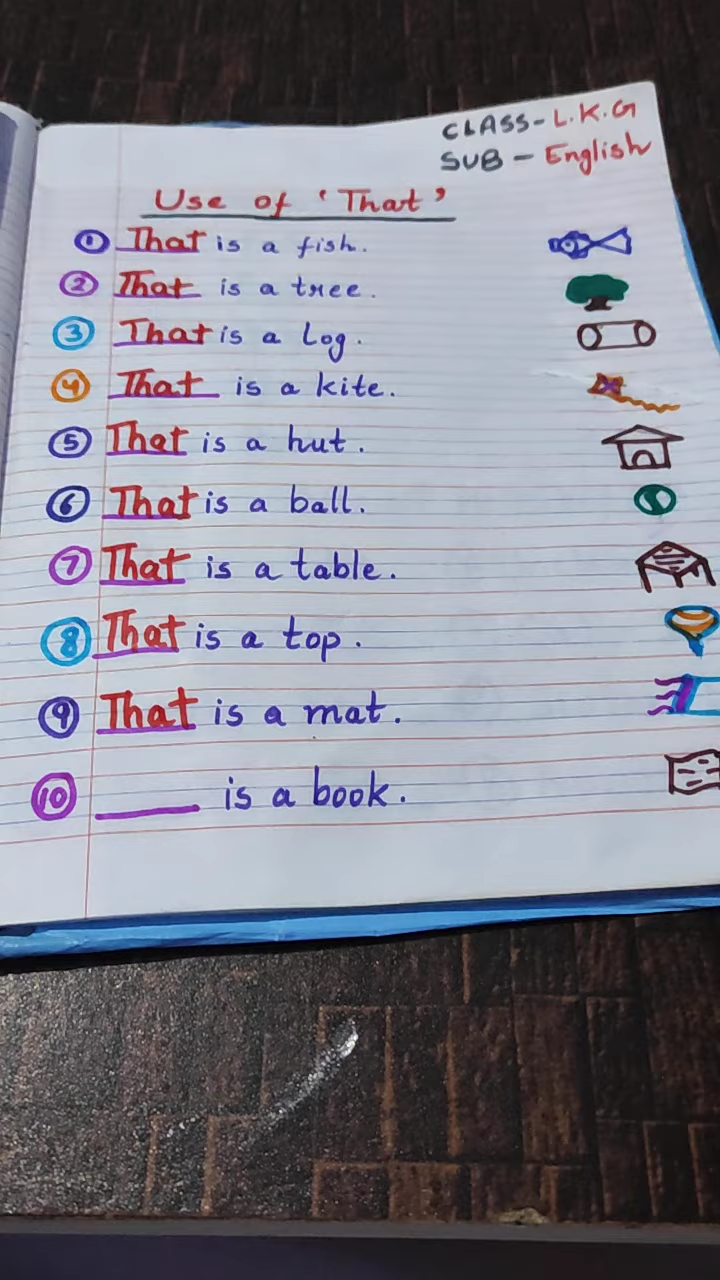 CLASS-L.K.G
SUB - English
Use of 'That'
1 That is a fish.
2 That is a tree.
3 That is a Log.
4 That is a kite.
5 That is a hut.
6 That is a ball.
7 That is a table.
8 That is a top.
9 That is a mat.
10 ____ is a book.